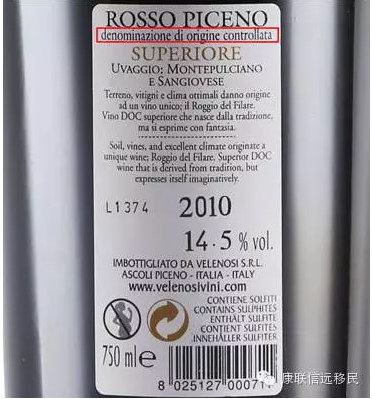 ROSSO PICENO
denominazione di origine controllata
SUPERIORE
UVAGGIO: MONTEPULCIANO
E SANGIOVESE
Terreno, vitigni e clima ottimali danno origine
ad un vino unico; il Roggio del Filare.
Vino DOC superiore che nasce dalla tradizione,
ma si esprime con fantasia.
Soil, vines, and excellent climate originate a
unique wine; Roggio del Filare. Superior DOC
wine that is derived from tradition, but
expresses itself imaginatively.
L1374 2010
14.5 % vol.
IMBOTTIGLIATO DA VELENOSI S.R.L.
ASCOLI PICENO - ITALIA - ITALY
www.velenosivini.com
CONTIENE SOLFITI
CONTAINS SULPHITES
ENTHÄLT SULFITE
CONTIENT SULFITES
INNEHÅLLER SULFITER
750 ml e
8 025127 000711
康联信远移民